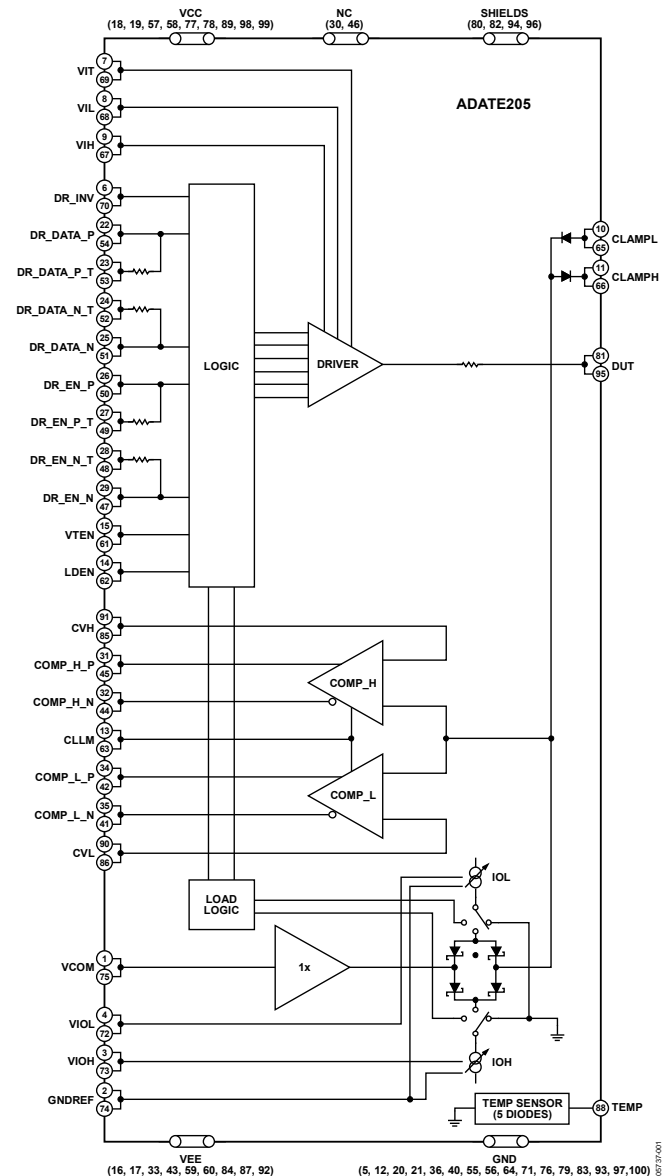 VCC
(18, 19, 57, 58, 77, 78, 89, 98, 99)
NC
(30, 46)
SHIELDS
(80, 82, 94, 96)
ADATE205
VIT
7
69
VIL
8
68
VIH
9
67
DR_INV
6
70
DR_DATA_P
22
54
DR_DATA_P_T
23
53
DR_DATA_N_T
24
52
DR_DATA_N
25
51
DR_EN_P
26
50
DR_EN_P_T
27
49
DR_EN_N_T
28
48
DR_EN_N
29
47
VTEN
15
61
LDEN
14
62
LOGIC
DRIVER
10
65
CLAMPL
11
66
CLAMPH
81
95
DUT
CVH
91
85
COMP_H_P
31
45
COMP_H_N
32
44
CLLM
13
63
COMP_L_P
34
42
COMP_L_N
35
41
CVL
90
86
COMP_H
COMP_L
LOAD
LOGIC
IOL
VCOM
1
75
1x
VIOL
4
72
VIOH
3
73
GNDREF
2
74
IOH
TEMP SENSOR
(5 DIODES)
88
TEMP
VEE
(16, 17, 33, 43, 59, 60, 84, 87, 92)
GND
(5, 12, 20, 21, 36, 40, 55, 56, 64, 71, 76, 79, 83, 93, 97,100)
05737-001